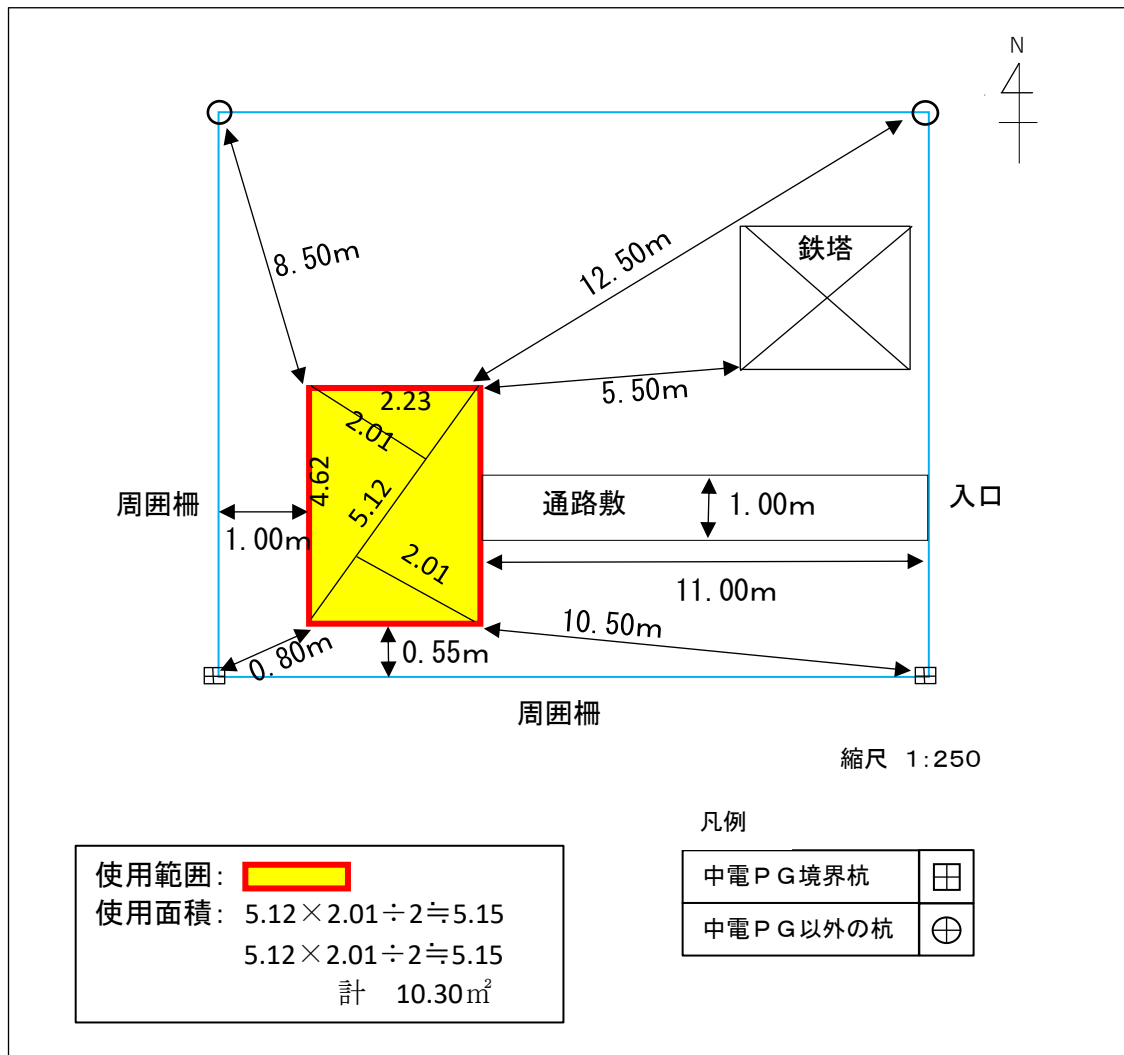 N
8.50m
12.50m
鉄塔
5.50m
2.23
2.01
4.62
5.12
2.01
周囲柵
1.00m
通路敷
1.00m
入口
11.00m
10.50m
0.80m
0.55m
周囲柵
縮尺 1:250
凡例
中電PG境界杭
中電PG以外の杭
使用範囲:
使用面積: 5.12×2.01÷2≒5.15
5.12×2.01÷2≒5.15
計 10.30㎡